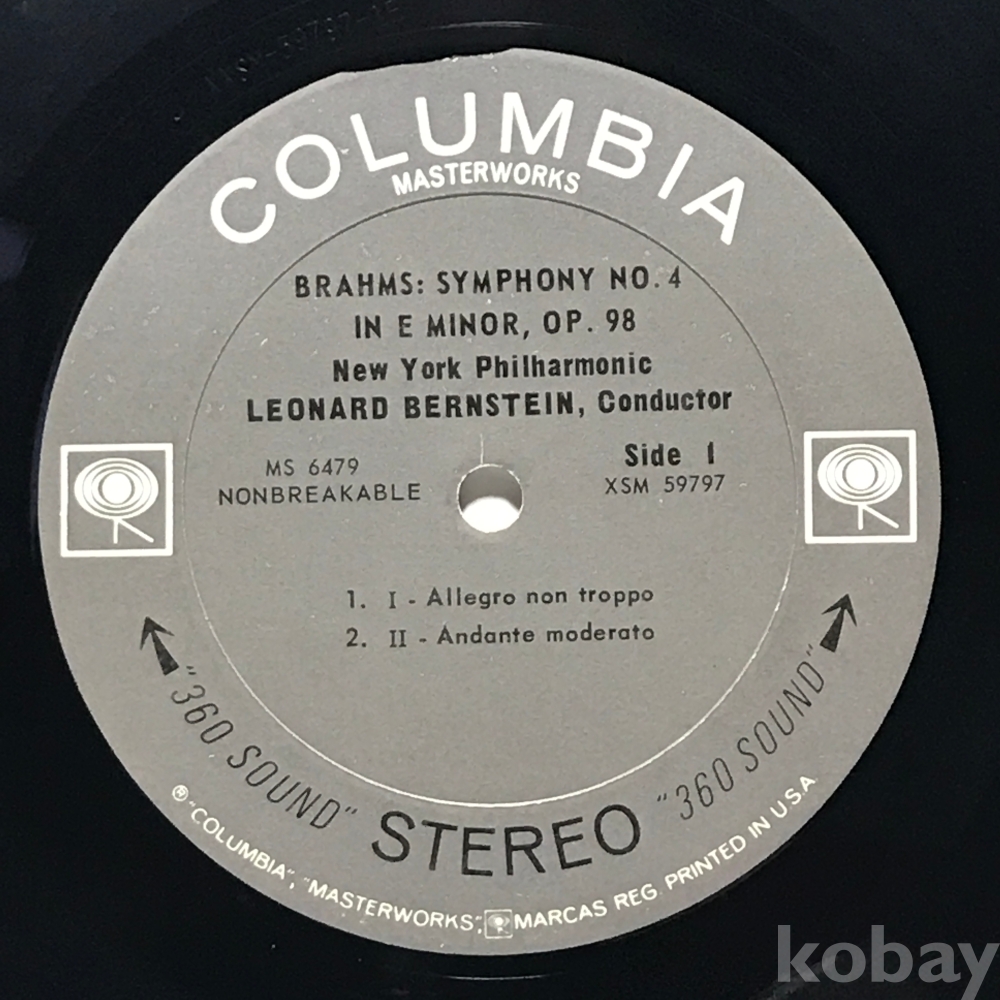 COLUMBIA
MASTERWORKS
BRAHMS: SYMPHONY NO. 4
IN E MINOR, OP. 98
New York Philharmonic
LEONARD BERNSTEIN, Conductor
MS 6479
NONBREAKABLE
Side 1
XSM 59797
1. I - Allegro non troppo
2. II - Andante moderato
"360 SOUND" STEREO "360 SOUND"
® "COLUMBIA", "MASTERWORKS", MARCAS REG. PRINTED IN U.S.A.
kobay